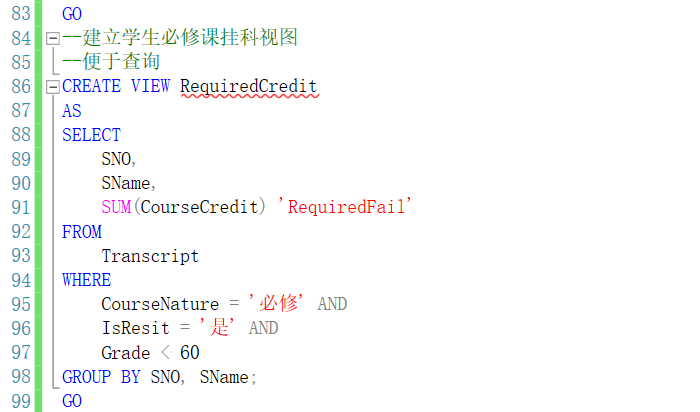 83 GO
84 --建立学生必修课挂科视图
85 --便于查询
86 CREATE VIEW RequiredCredit
87 AS
88 SELECT
89 SNO,
90 SName,
91 SUM(CourseCredit) 'RequiredFail'
92 FROM
93 Transcript
94 WHERE
95 CourseNature = '必修' AND
96 IsResit = '是' AND
97 Grade < 60
98 GROUP BY SNO, SName;
99 GO